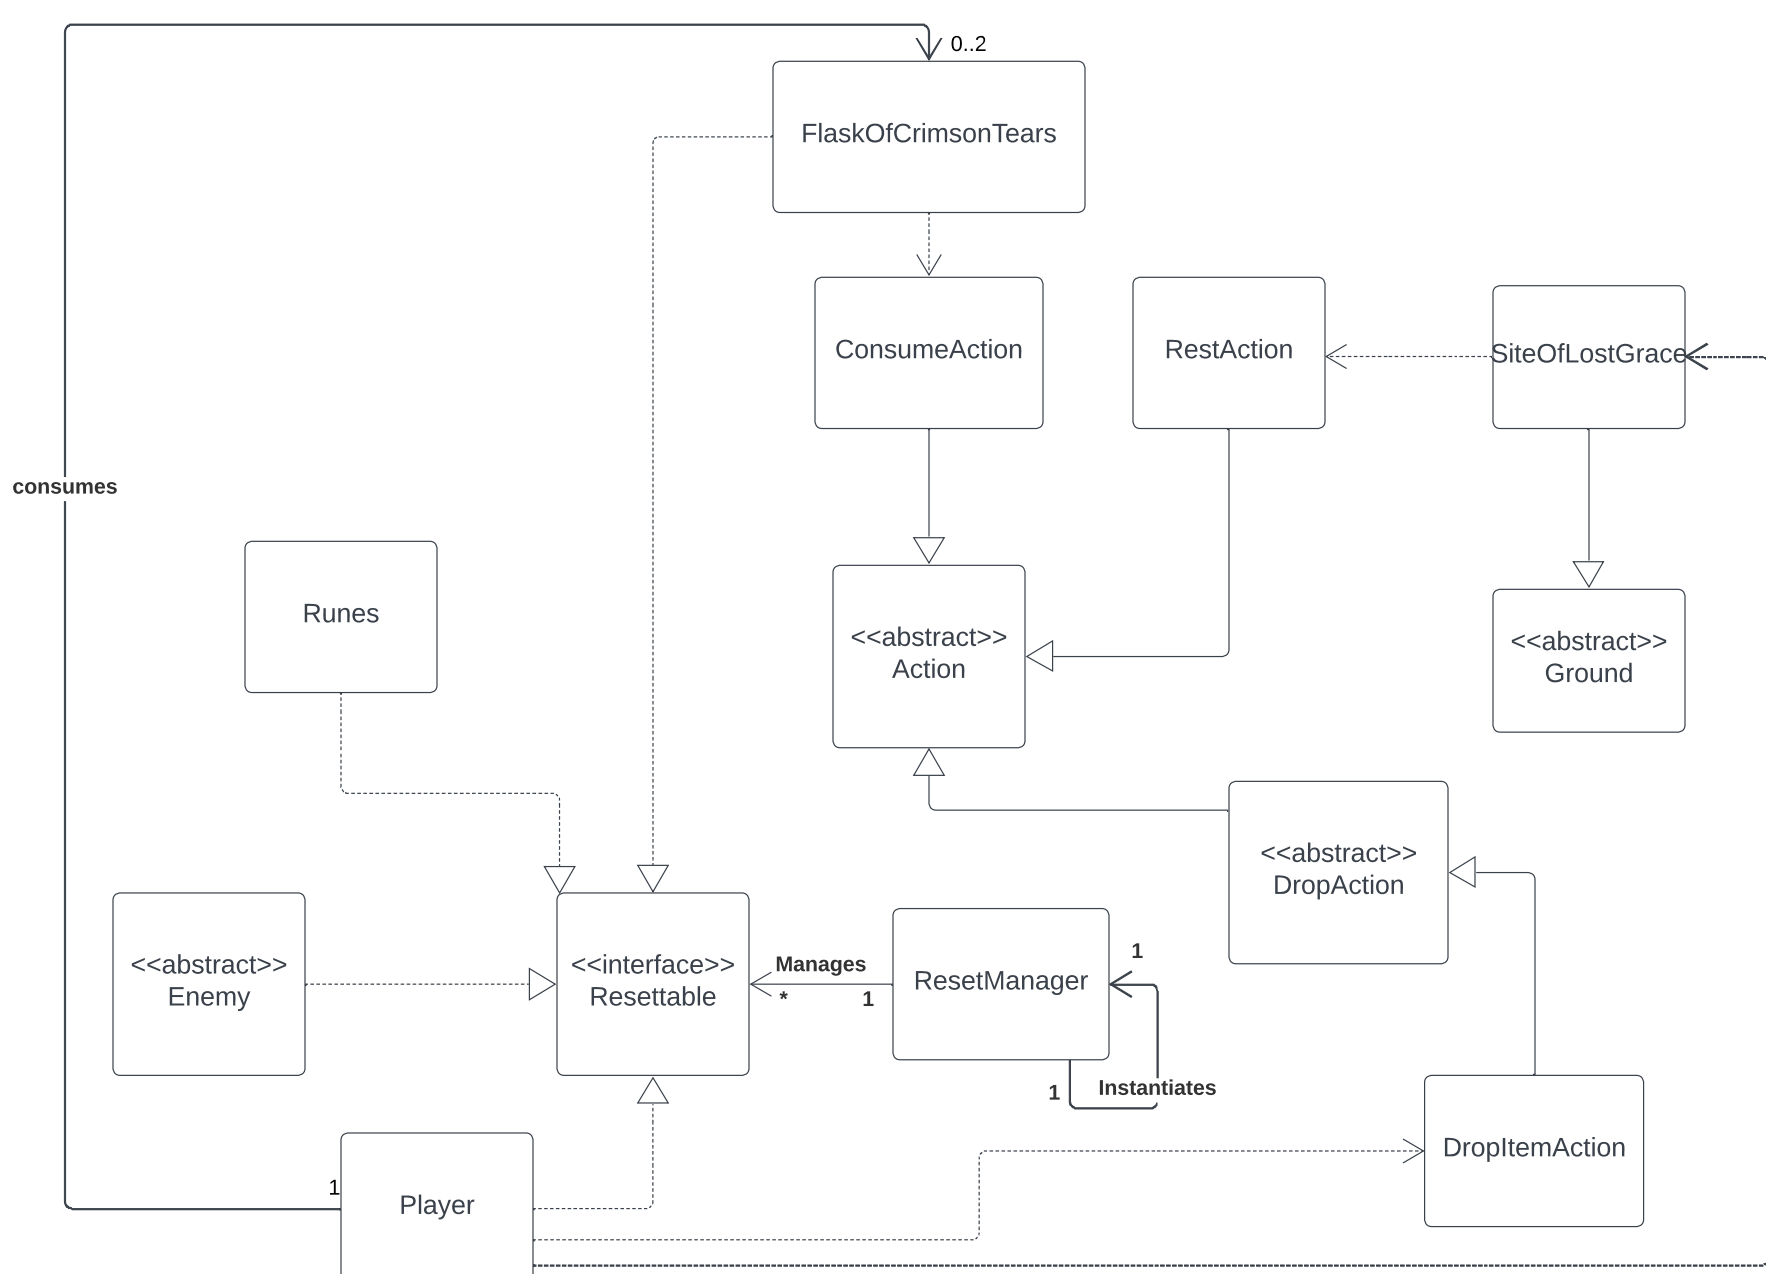 0..2
FlaskOfCrimsonTears
ConsumeAction
RestAction
SiteOfLostGrace
consumes
Runes
<<abstract>>
Action
<<abstract>>
Ground
<<abstract>>
DropAction
<<abstract>>
Enemy
<<interface>>
Resettable
Manages
*
1
ResetManager
1
1
Instantiates
DropItemAction
1
Player